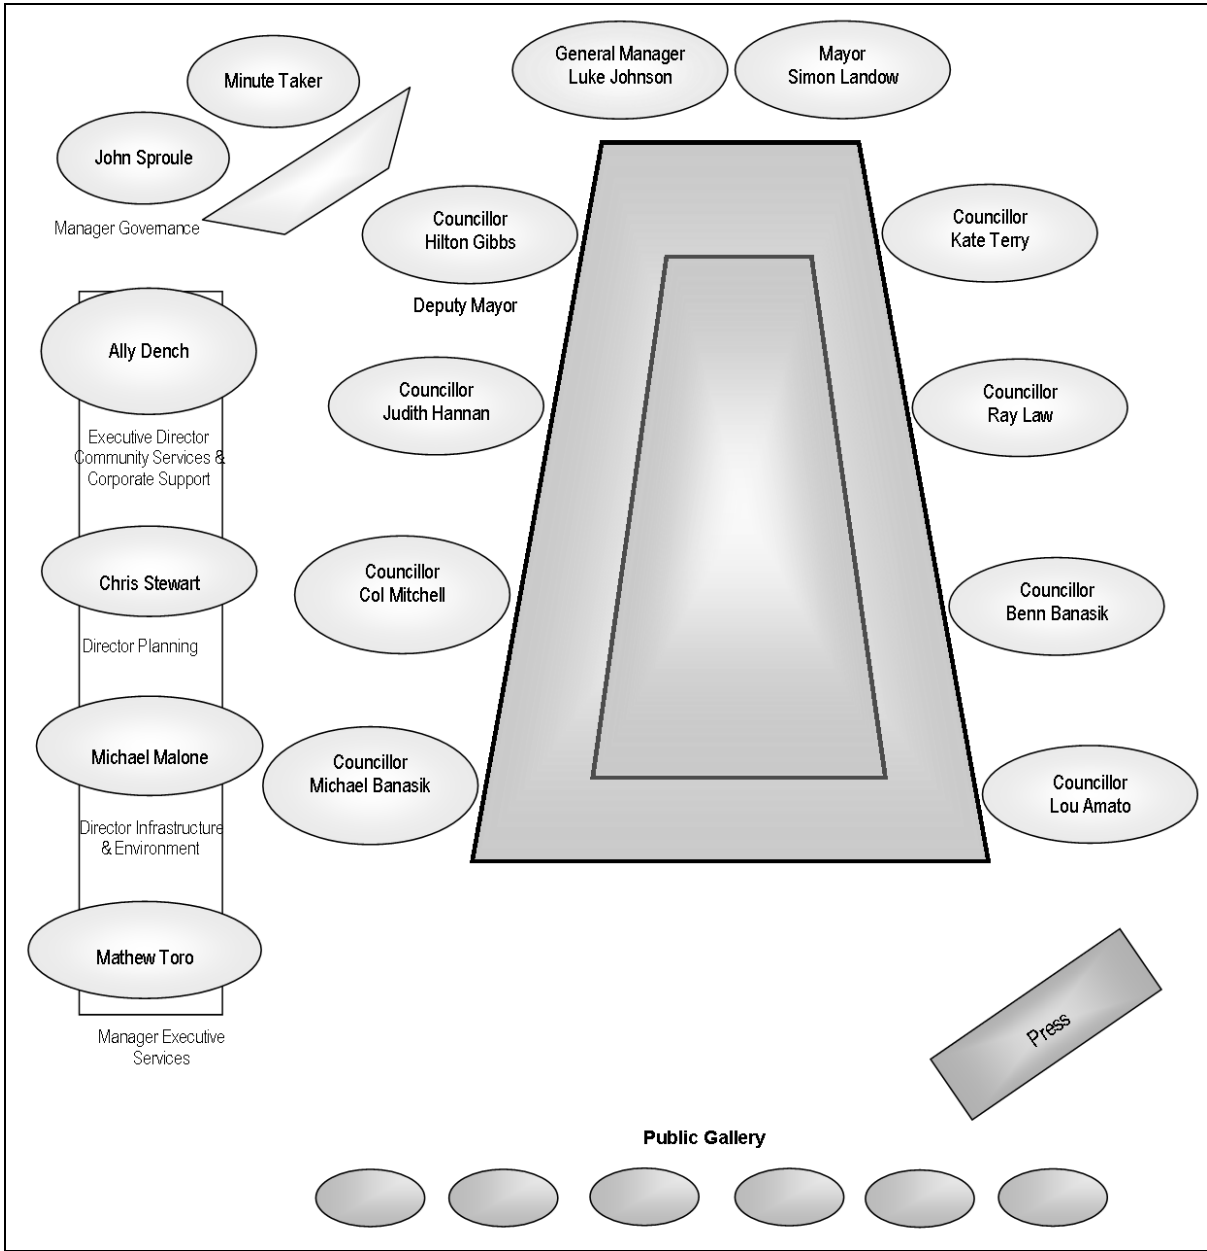 General Manager
Luke Johnson
Mayor
Simon Landow
Minute Taker
John Sproule
Manager Governance
Councillor
Hilton Gibbs
Deputy Mayor
Councillor
Kate Terry
Ally Dench
Executive Director
Community Services &
Corporate Support
Councillor
Judith Hannan
Councillor
Ray Law
Chris Stewart
Director Planning
Councillor
Col Mitchell
Councillor
Benn Banasik
Michael Malone
Director Infrastructure
& Environment
Councillor
Michael Banasik
Councillor
Lou Amato
Mathew Toro
Manager Executive
Services
Press
Public Gallery